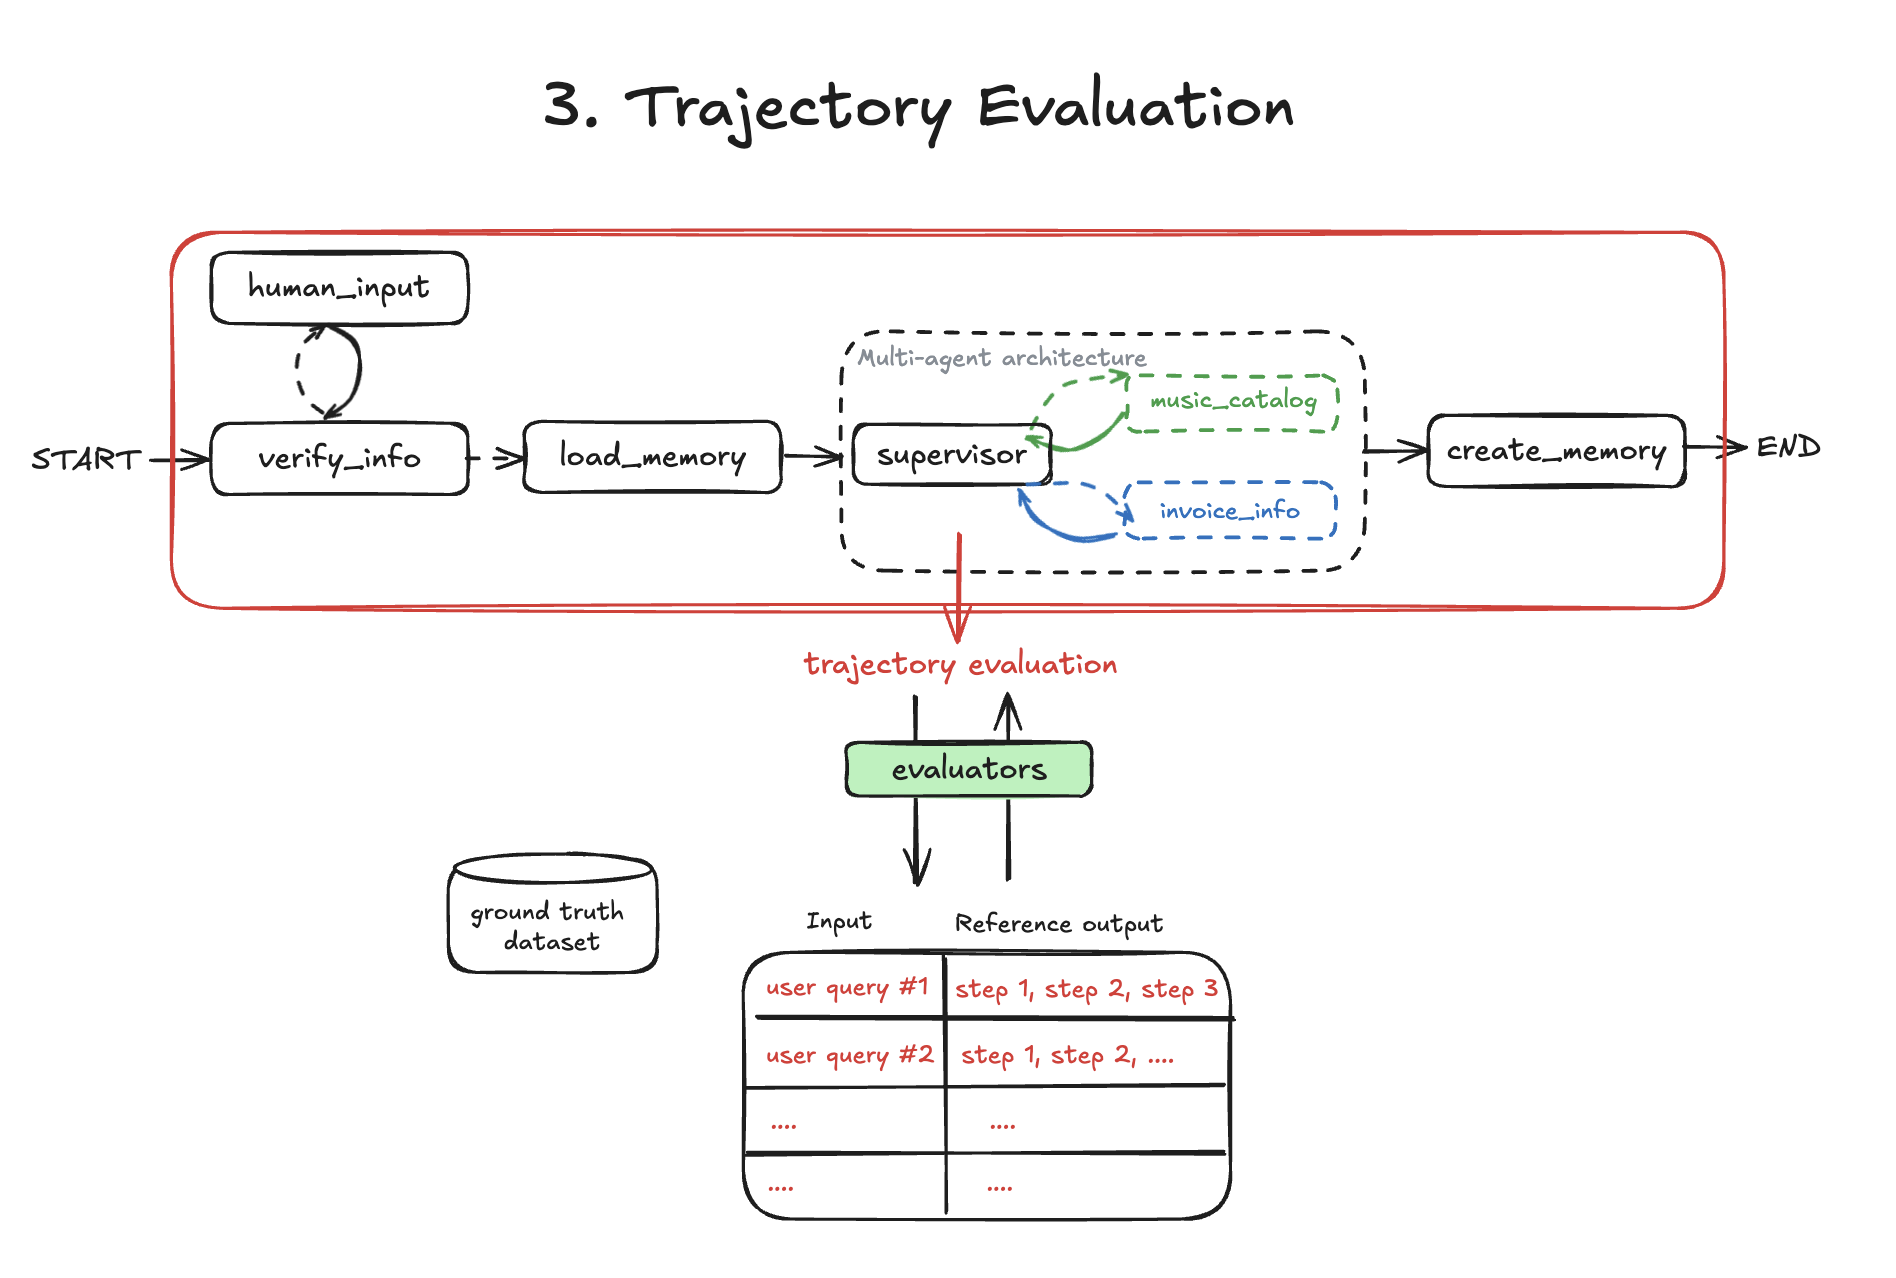 3. Trajectory Evaluation
human_input
Multi-agent architecture
music_catalog
START
verify_info
load_memory
supervisor
create_memory
END
invoice_info
trajectory evaluation
evaluators
ground truth
dataset
Input
Reference output
user query #1
step 1, step 2, step 3
user query #2
step 1, step 2, ....
....
....
....
....